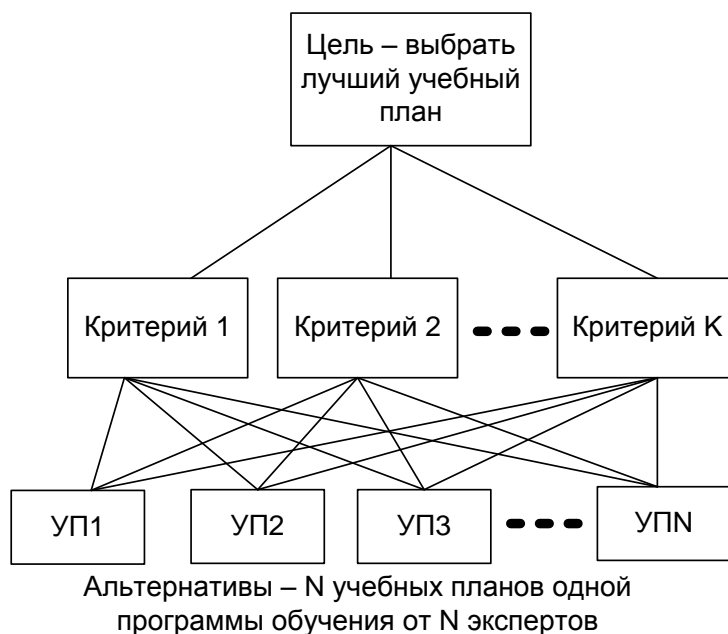 Цель – выбрать
лучший учебный
план
Критерий 1
Критерий 2
Критерий K
УП1
УП2
УП3
УПN
Альтернативы – N учебных планов одной
программы обучения от N экспертов